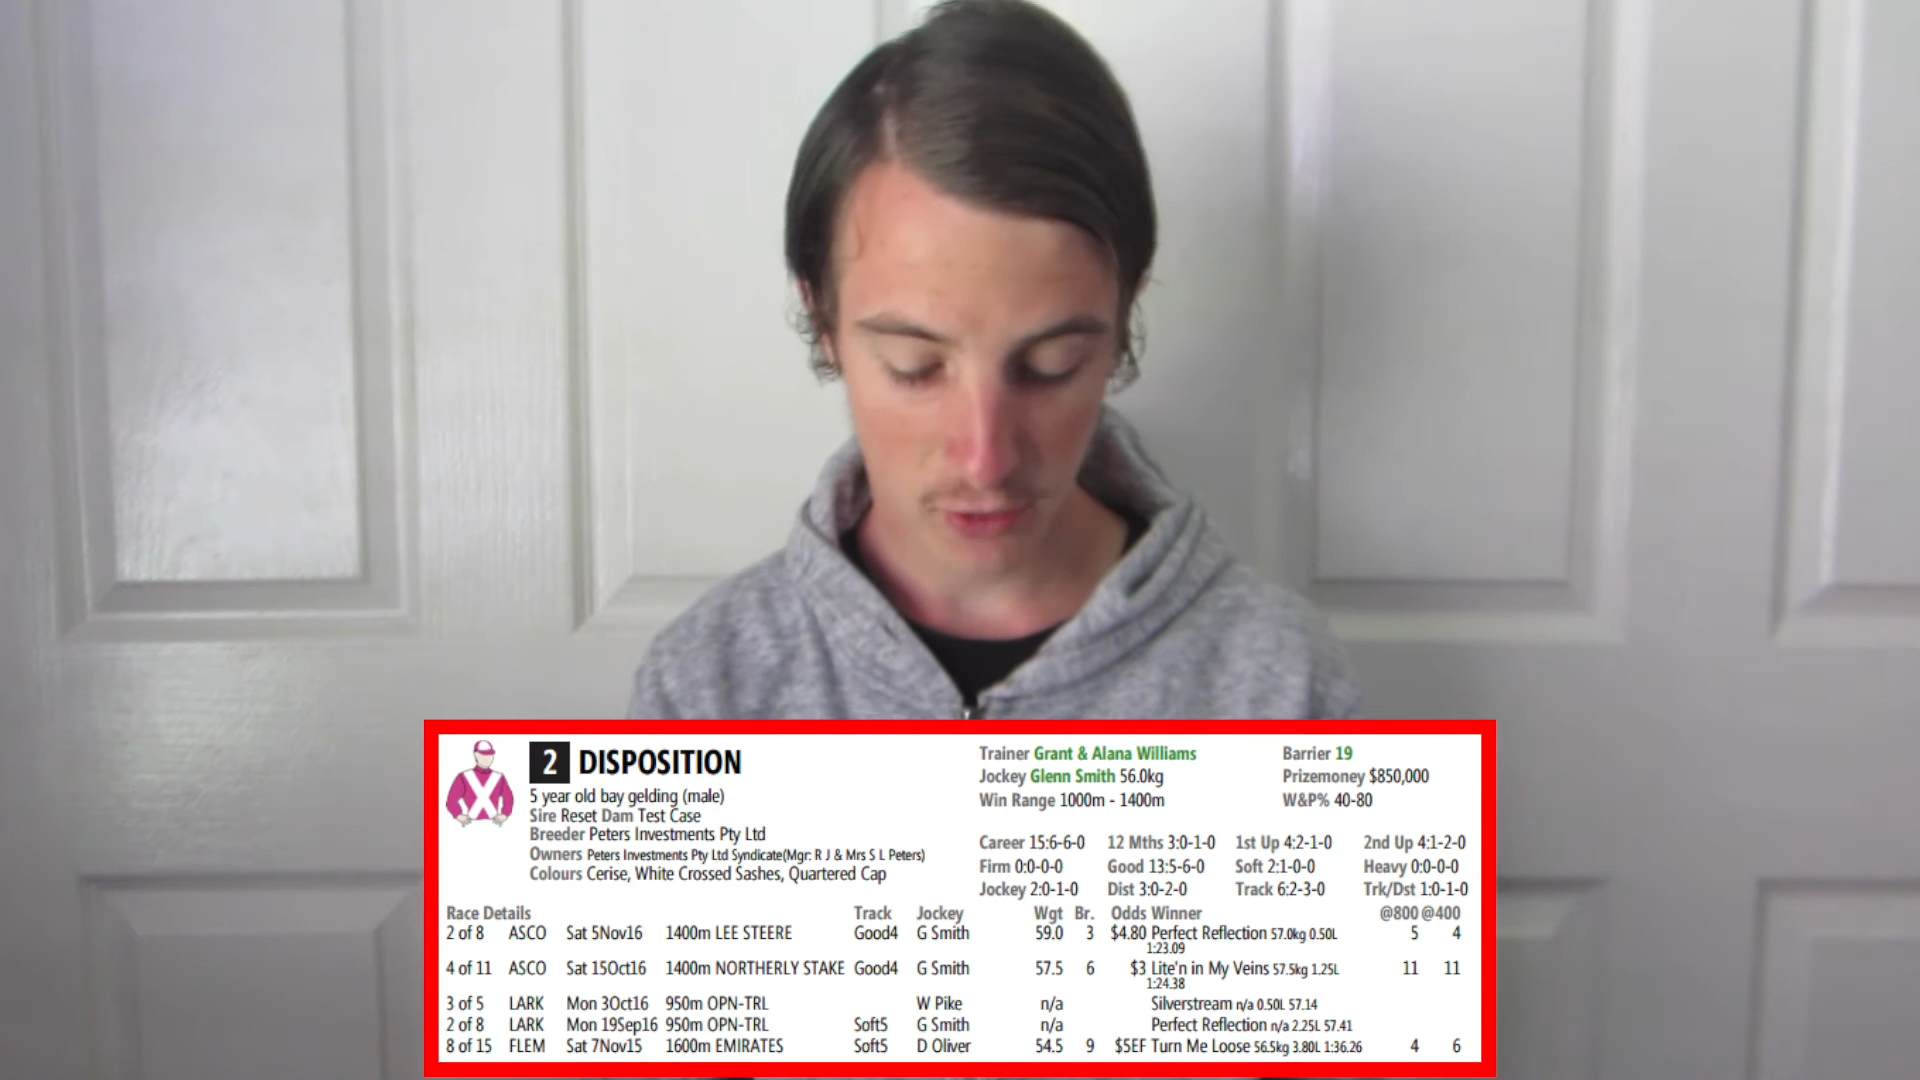 2 DISPOSITION
5 year old bay gelding (male)
Sire Reset Dam Test Case
Breeder Peters Investments Pty Ltd
Owners Peters Investments Pty Ltd Syndicate(Mgr: R J & Mrs S L Peters)
Colours Cerise, White Crossed Sashes, Quartered Cap
Trainer Grant & Alana Williams Barrier 19
Jockey Glenn Smith 56.0kg Prizemoney $850,000
Win Range 1000m - 1400m W&P% 40-80
Career 15:6-6-0 12 Mths 3:0-1-0 1st Up 4:2-1-0 2nd Up 4:1-2-0
Firm 0:0-0-0 Good 13:5-6-0 Soft 2:1-0-0 Heavy 0:0-0-0
Jockey 2:0-1-0 Dist 3:0-2-0 Track 6:2-3-0 Trk/Dst 1:0-1-0
Race Details Track Jockey Wgt Br. Odds Winner @800 @400
2 of 8 ASCO Sat 5Nov16 1400m LEE STEERE Good4 G Smith 59.0 3 $4.80 Perfect Reflection 57.0kg 0.50L 5 4
1:23.09
4 of 11 ASCO Sat 15Oct16 1400m NORTHERLY STAKE Good4 G Smith 57.5 6 $3 Lite'n in My Veins 57.5kg 1.25L 11 11
1:24.38
3 of 5 LARK Mon 3Oct16 950m OPN-TRL W Pike n/a Silverstream n/a 0.50L 57.14
2 of 8 LARK Mon 19Sep16 950m OPN-TRL Soft5 G Smith n/a Perfect Reflection n/a 2.25L 57.41
8 of 15 FLEM Sat 7Nov15 1600m EMIRATES Soft5 D Oliver 54.5 9 $5EF Turn Me Loose 56.5kg 3.80L 1:36.26 4 6